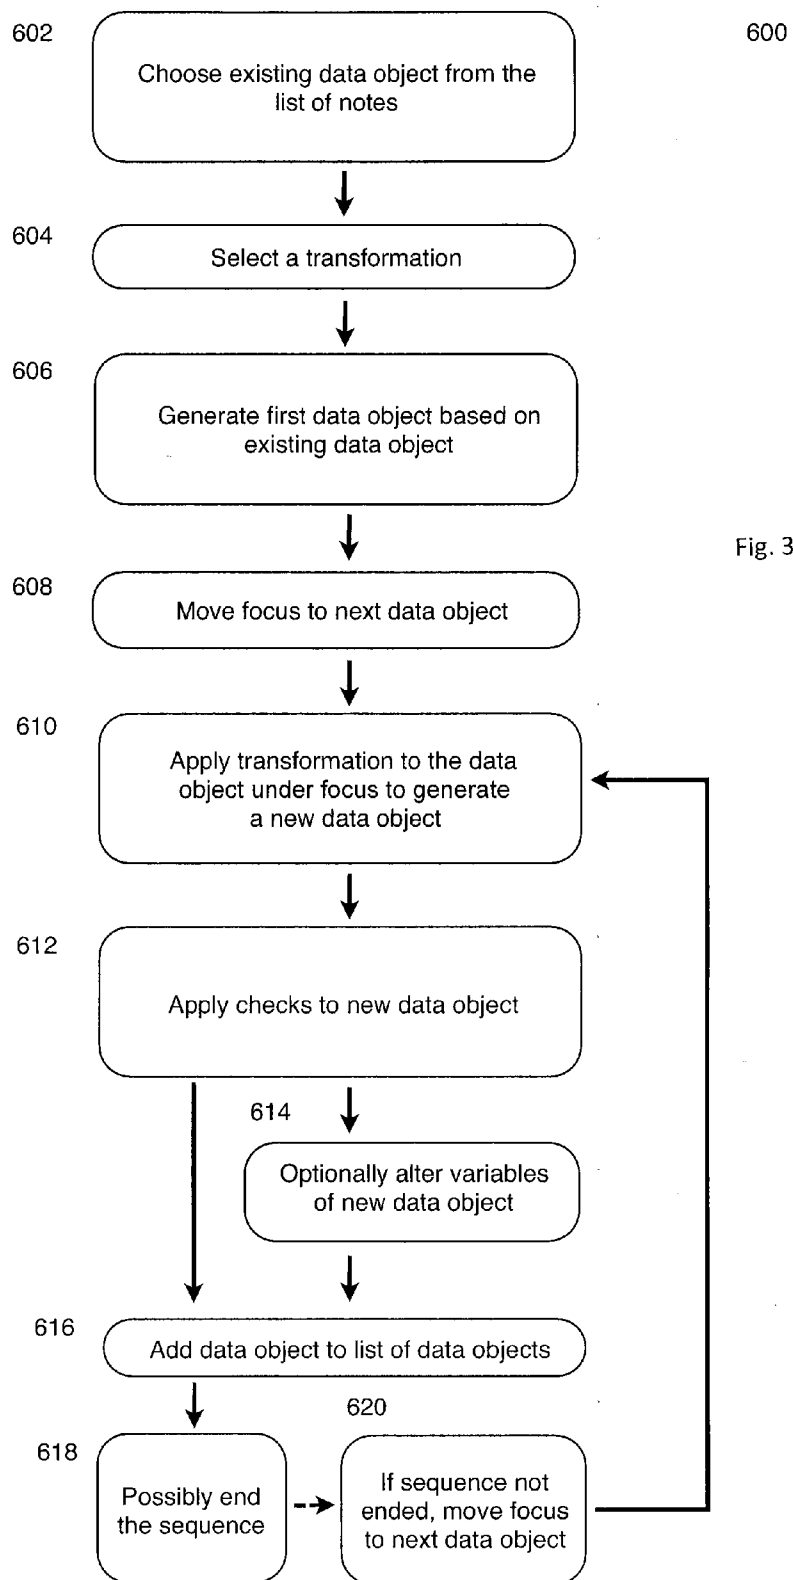 602
600
Choose existing data object from the
list of notes
604
Select a transformation
606
Generate first data object based on
existing data object
Fig. 3
608
Move focus to next data object
610
Apply transformation to the data
object under focus to generate
a new data object
612
Apply checks to new data object
614
Optionally alter variables
of new data object
616
Add data object to list of data objects
620
618
Possibly end
the sequence
If sequence not
ended, move focus
to next data object